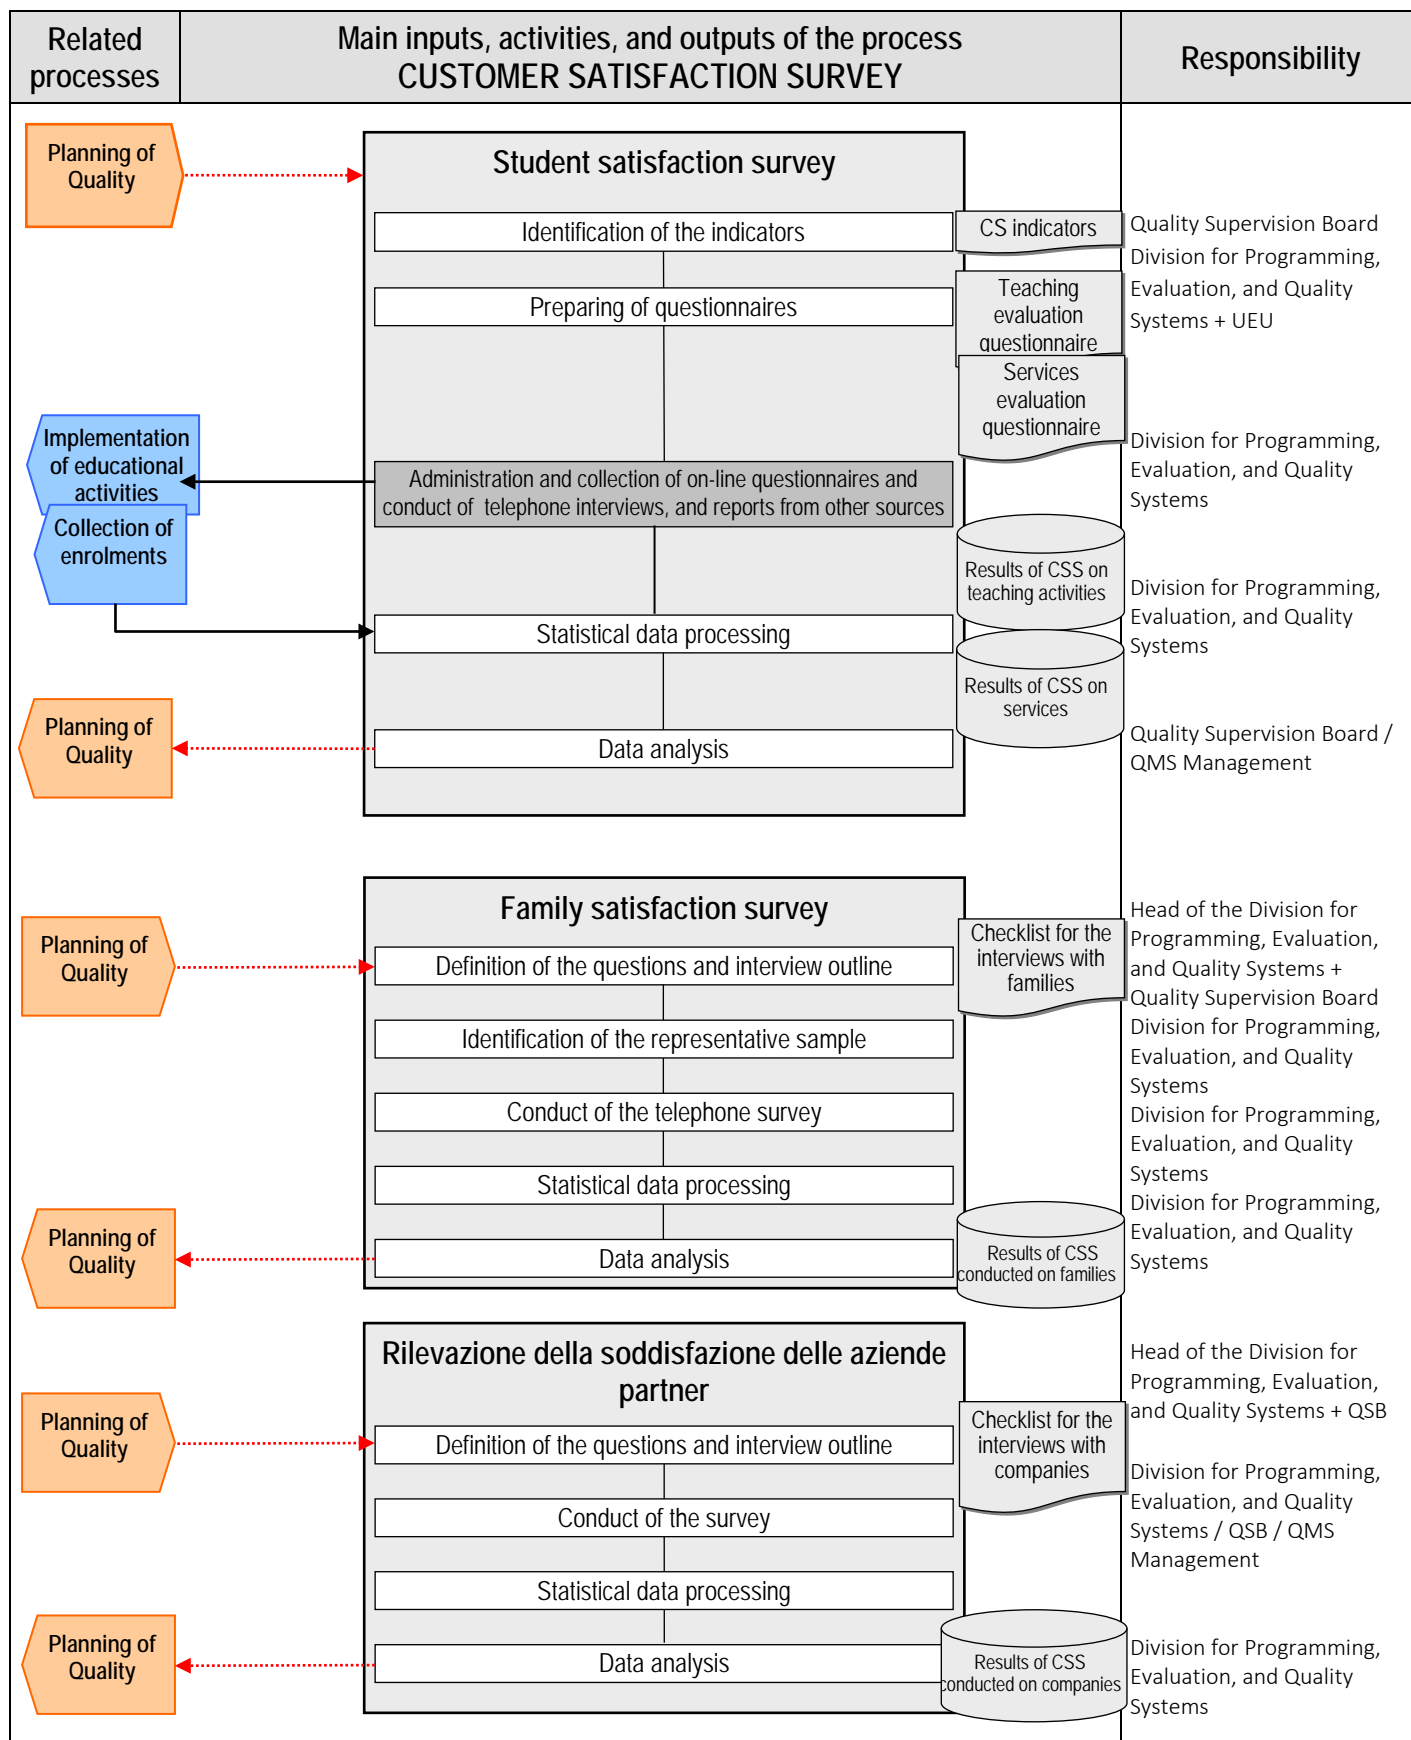 Related
processes
Main inputs, activities, and outputs of the process
CUSTOMER SATISFACTION SURVEY
Responsibility
Planning of
Quality
Student satisfaction survey
Identification of the indicators
CS indicators
Quality Supervision Board
Division for Programming,
Evaluation, and Quality
Systems + UEU
Preparing of questionnaires
Teaching
evaluation
questionnaire
Services
evaluation
questionnaire
Implementation
of educational
activities
Collection of
enrolments
Administration and collection of on-line questionnaires and
conduct of telephone interviews, and reports from other sources
Division for Programming,
Evaluation, and Quality
Systems
Results of CSS on
teaching activities
Statistical data processing
Division for Programming,
Evaluation, and Quality
Systems
Results of CSS on
services
Planning of
Quality
Data analysis
Quality Supervision Board /
QMS Management
Family satisfaction survey
Planning of
Quality
Definition of the questions and interview outline
Checklist for the
interviews with
families
Head of the Division for
Programming, Evaluation,
and Quality Systems +
Quality Supervision Board
Identification of the representative sample
Division for Programming,
Evaluation, and Quality
Systems
Conduct of the telephone survey
Division for Programming,
Evaluation, and Quality
Systems
Statistical data processing
Division for Programming,
Evaluation, and Quality
Systems
Planning of
Quality
Data analysis
Results of CSS
conducted on families
Rilevazione della soddisfazione delle aziende
partner
Planning of
Quality
Definition of the questions and interview outline
Checklist for the
interviews with
companies
Head of the Division for
Programming, Evaluation,
and Quality Systems + QSB
Conduct of the survey
Division for Programming,
Evaluation, and Quality
Systems / QSB / QMS
Management
Statistical data processing
Planning of
Quality
Data analysis
Results of CSS
conducted on companies
Division for Programming,
Evaluation, and Quality
Systems